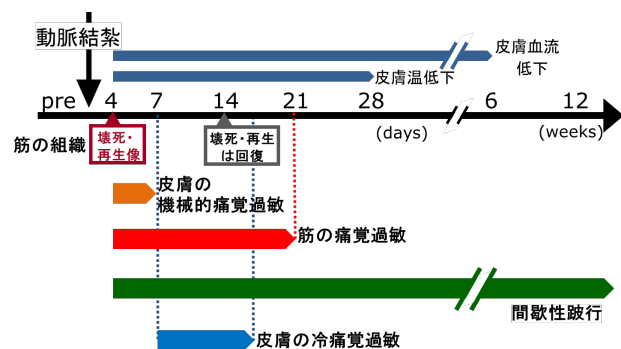 動脈結紮
皮膚血流
低下
皮膚温低下
pre 4 7 14 21 28 6 12
(days) (weeks)
筋の組織
壊死・
再生像
壊死・再生
は回復
皮膚の
機械的痛覚過敏
筋の痛覚過敏
間歇性跛行
皮膚の冷痛覚過敏